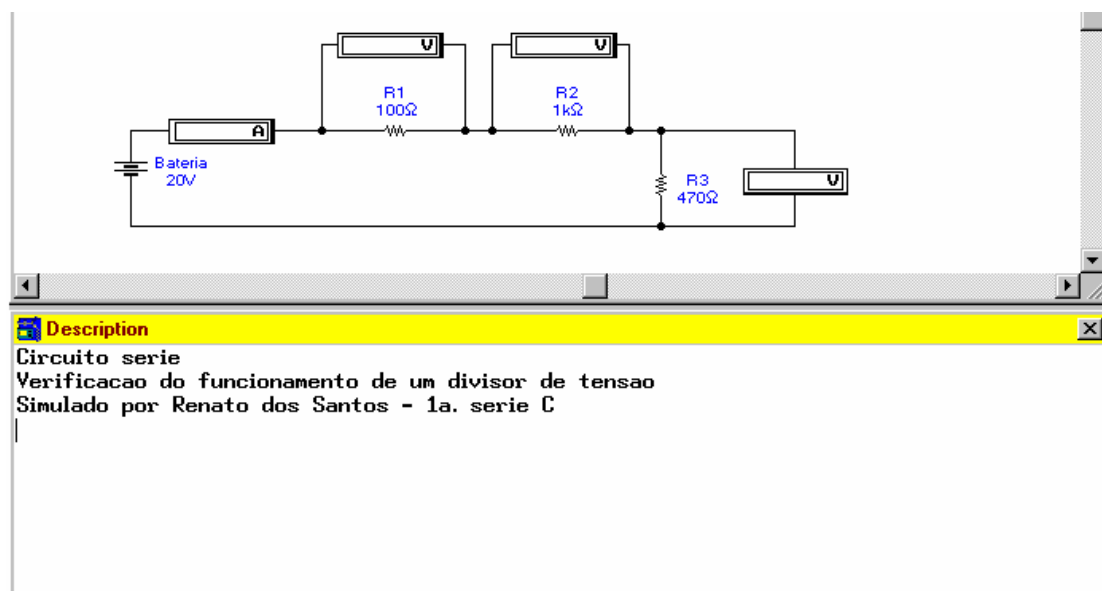 V
V
R1
100Ω
R2
1kΩ
A
Bateria
20V
R3
470Ω
V
Description
Circuito serie
Verificacao do funcionamento de um divisor de tensao
Simulado por Renato dos Santos - 1a. serie C